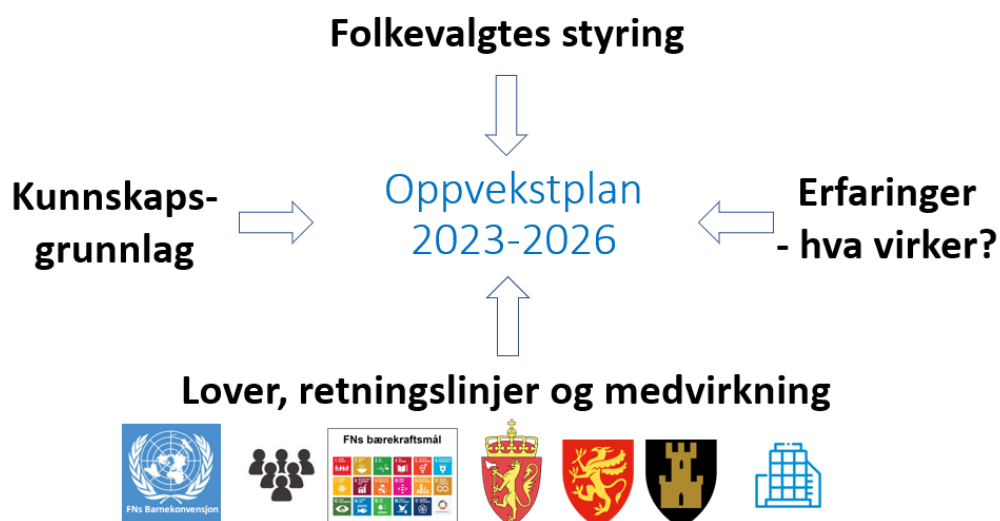 Folkevalgtes styring
Kunnskaps-
grunnlag
Oppvekstplan
2023-2026
Erfaringer
- hva virker?
Lover, retningslinjer og medvirkning
FNs Barnekonvensjon
FNs bærekraftsmål